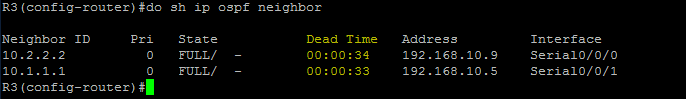 R3(config-router)#do sh ip ospf neighbor
Neighbor ID     Pri   State           Dead Time   Address         Interface
10.2.2.2          0   FULL/  -        00:00:34    192.168.10.9    Serial0/0/0
10.1.1.1          0   FULL/  -        00:00:33    192.168.10.5    Serial0/0/1
R3(config-router)#